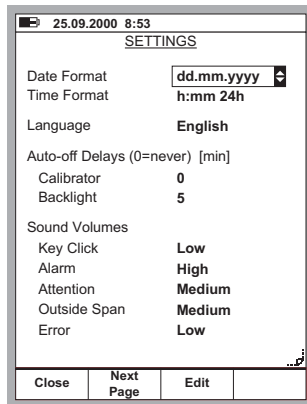 25.09.2000 8:53
SETTINGS
Date Format dd.mm.yyyy
Time Format h:mm 24h
Language English
Auto-off Delays (0=never) [min]
Calibrator 0
Backlight 5
Sound Volumes
Key Click Low
Alarm High
Attention Medium
Outside Span Medium
Error Low
Close Next Page Edit